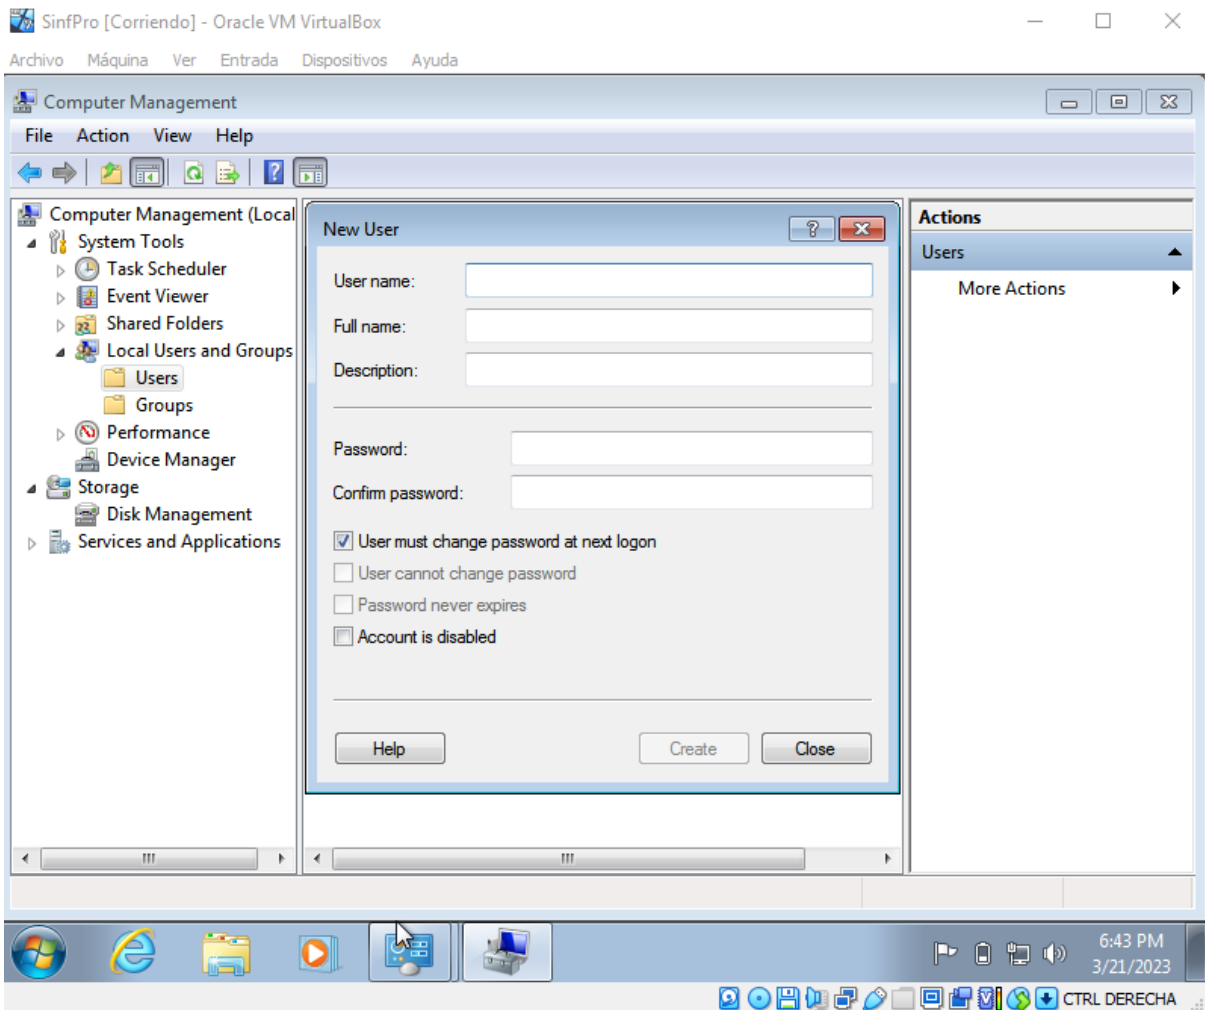 SinfPro [Corriendo] - Oracle VM VirtualBox
Archivo Máquina Ver Entrada Dispositivos Ayuda
Computer Management
File Action View Help
Computer Management (Local
System Tools
Task Scheduler
Event Viewer
Shared Folders
Local Users and Groups
Users
Groups
Performance
Device Manager
Storage
Disk Management
Services and Applications
New User
User name:
Full name:
Description:
Password:
Confirm password:
User must change password at next logon
User cannot change password
Password never expires
Account is disabled
Help Create Close
Actions
Users
More Actions
6:43 PM
3/21/2023
CTRL DERECHA